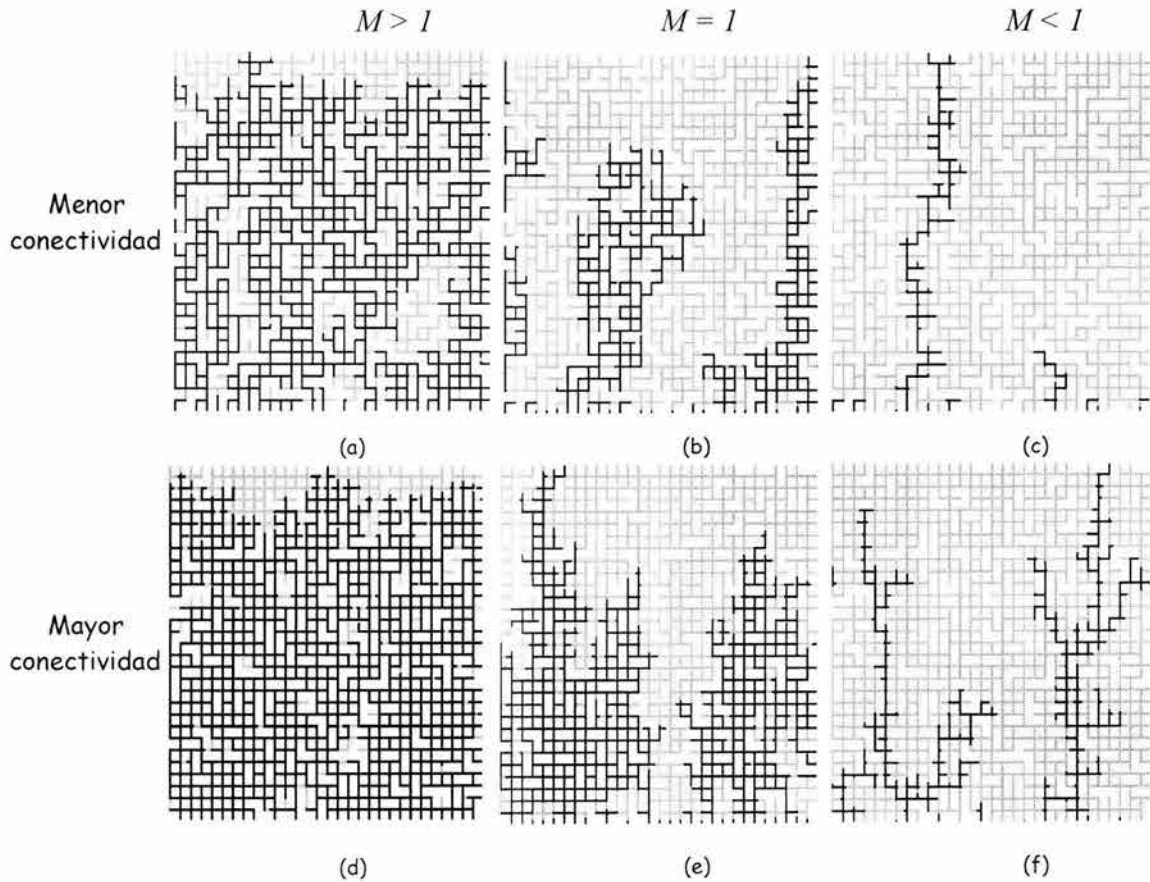 M > 1
M = 1
M < 1
Menor
conectividad
(a)
(b)
(c)
Mayor
conectividad
(d)
(e)
(f)